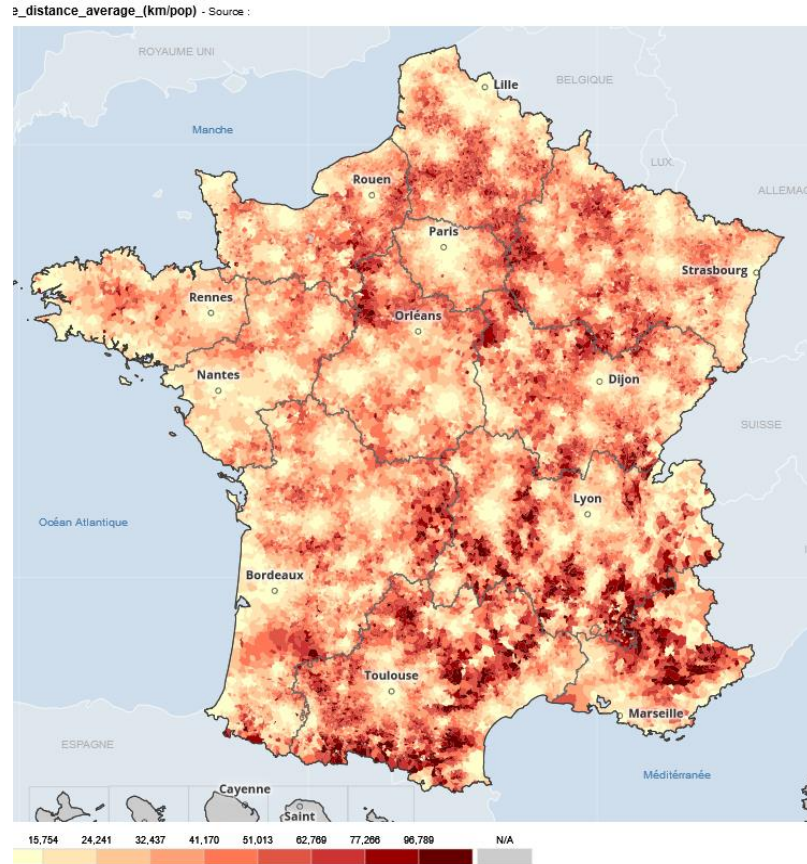 e_distance_average_(km/pop) - Source :
ROYAUME UNI
BELGIQUE
Lille
Manche
LUX.
Rouen
ALLEMAG
Paris
Strasbourg
Rennes
Orléans
Nantes
Dijon
SUISSE
Lyon
Océan Atlantique
Bordeaux
Toulouse
Marseille
ESPAGNE
Méditerranée
Cayenne
Saint
15,754 24,241 32,437 41,170 51,013 62,769 77,266 96,789 N/A